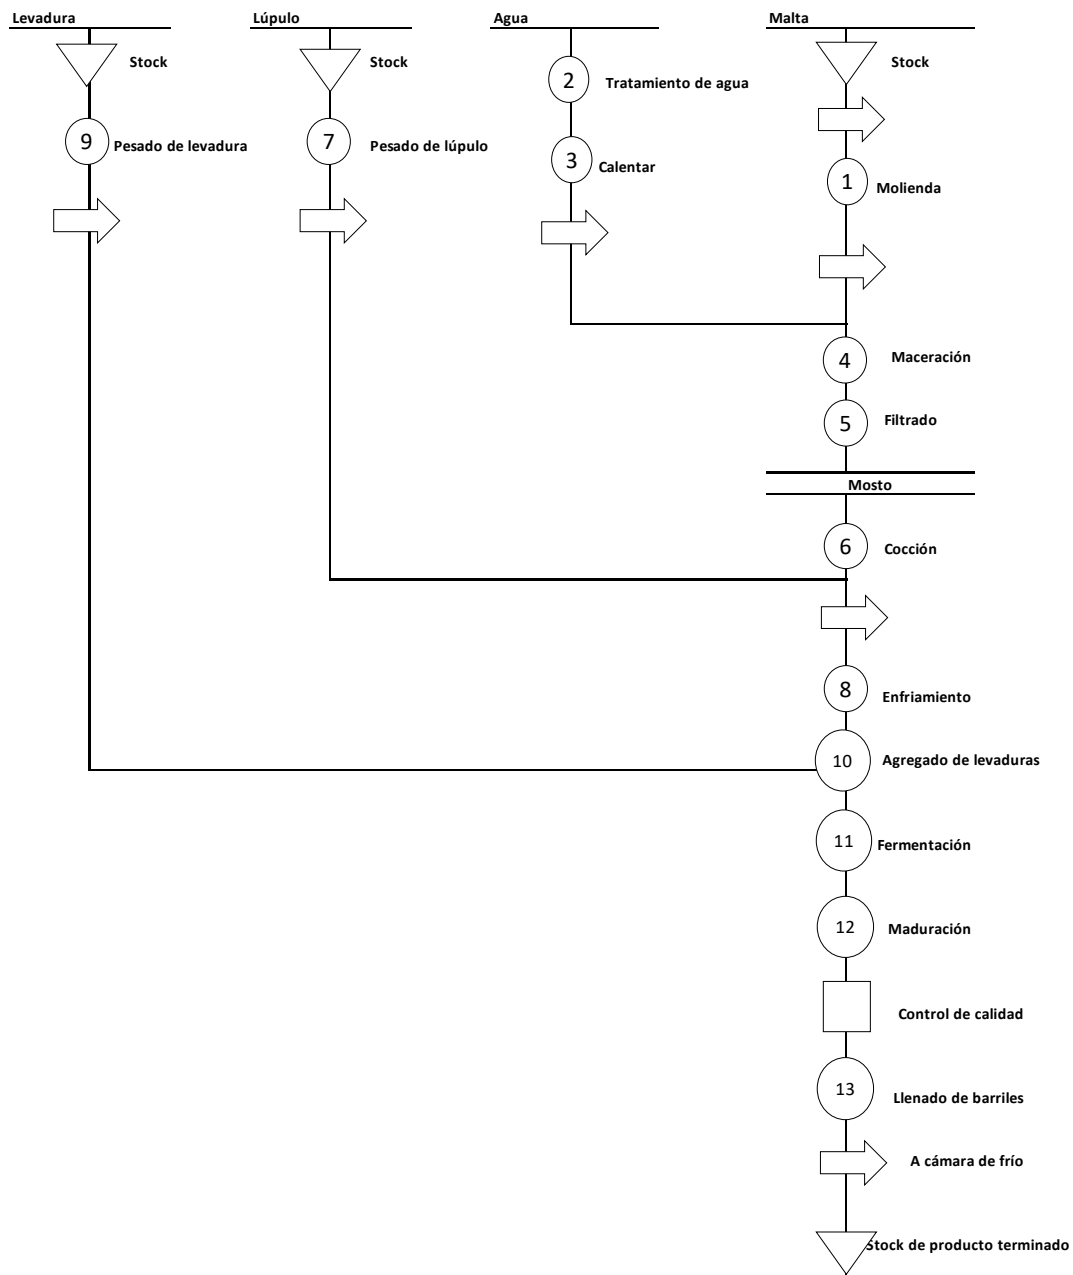 Levadura
Lúpulo
Agua
Malta
Stock
Stock
2
Tratamiento de agua
Stock
9
Pesado de levadura
7
Pesado de lúpulo
3
Calentar
1
Molienda
4
Maceración
5
Filtrado
Mosto
6
Cocción
8
Enfriamiento
10
Agregado de levaduras
11
Fermentación
12
Maduración
Control de calidad
13
Llenado de barriles
A cámara de frío
Stock de producto terminado